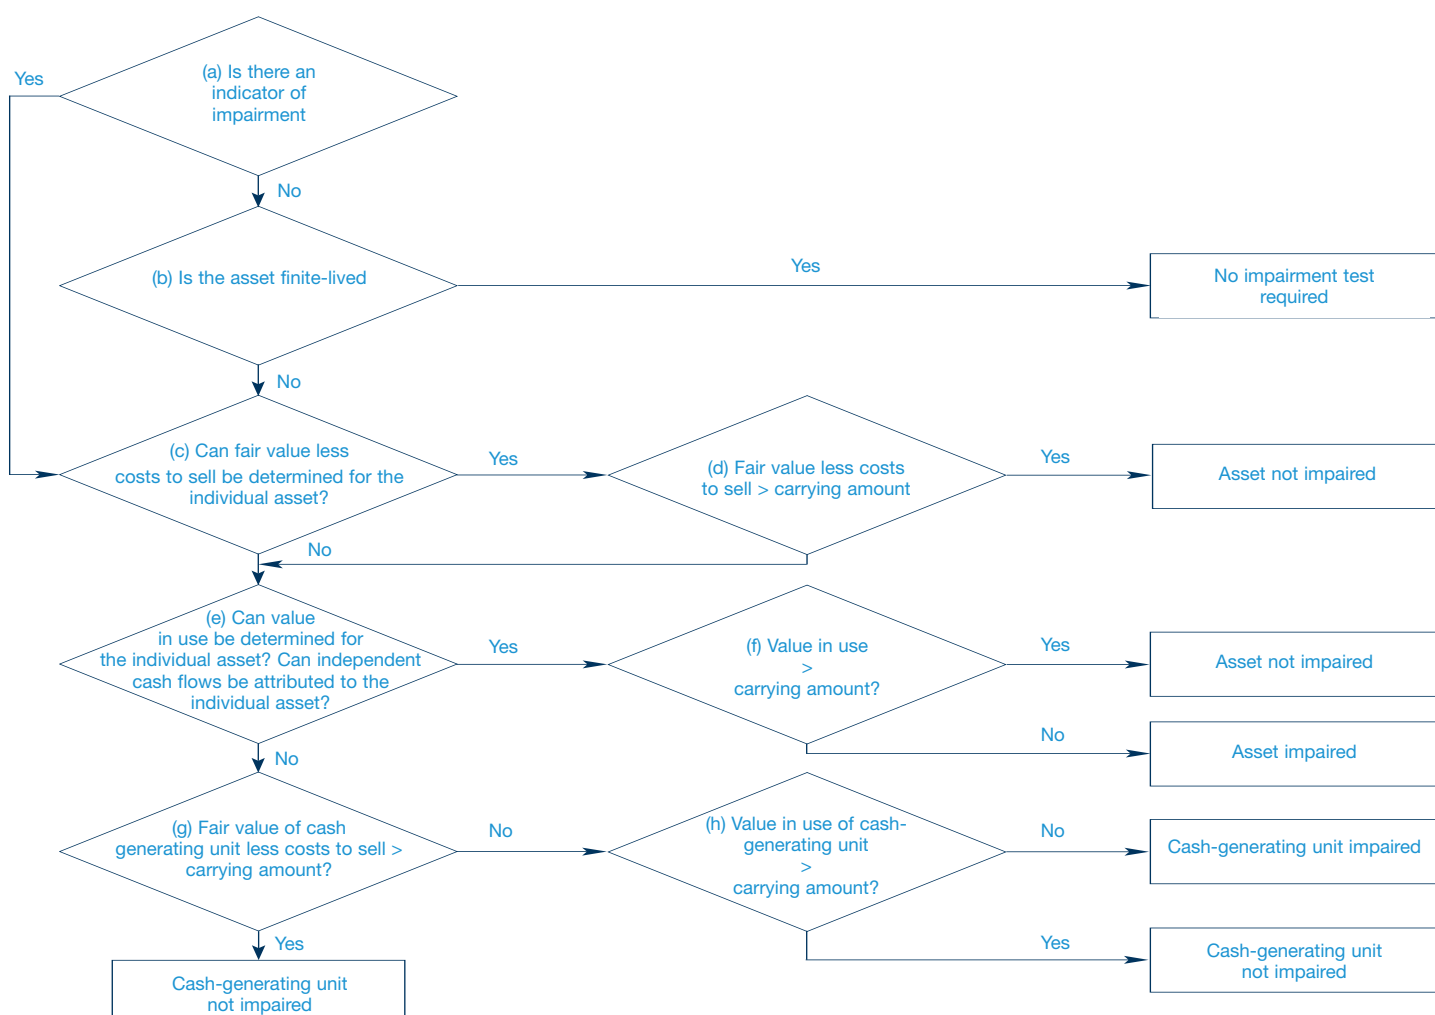 Yes
(a) Is there an
indicator of
impairment
No
(b) Is the asset finite-lived
Yes
No impairment test
required
No
(c) Can fair value less
costs to sell be determined for the
individual asset?
Yes
(d) Fair value less costs
to sell > carrying amount
Yes
Asset not impaired
No
(e) Can value
in use be determined for
the individual asset? Can independent
cash flows be attributed to the
individual asset?
Yes
(f) Value in use
>
carrying amount?
Yes
Asset not impaired
No
Asset impaired
No
(g) Fair value of cash
generating unit less costs to sell >
carrying amount?
No
(h) Value in use of cash-
generating unit
>
carrying amount?
No
Cash-generating unit impaired
Yes
Cash-generating unit
not impaired
Yes
Cash-generating unit
not impaired